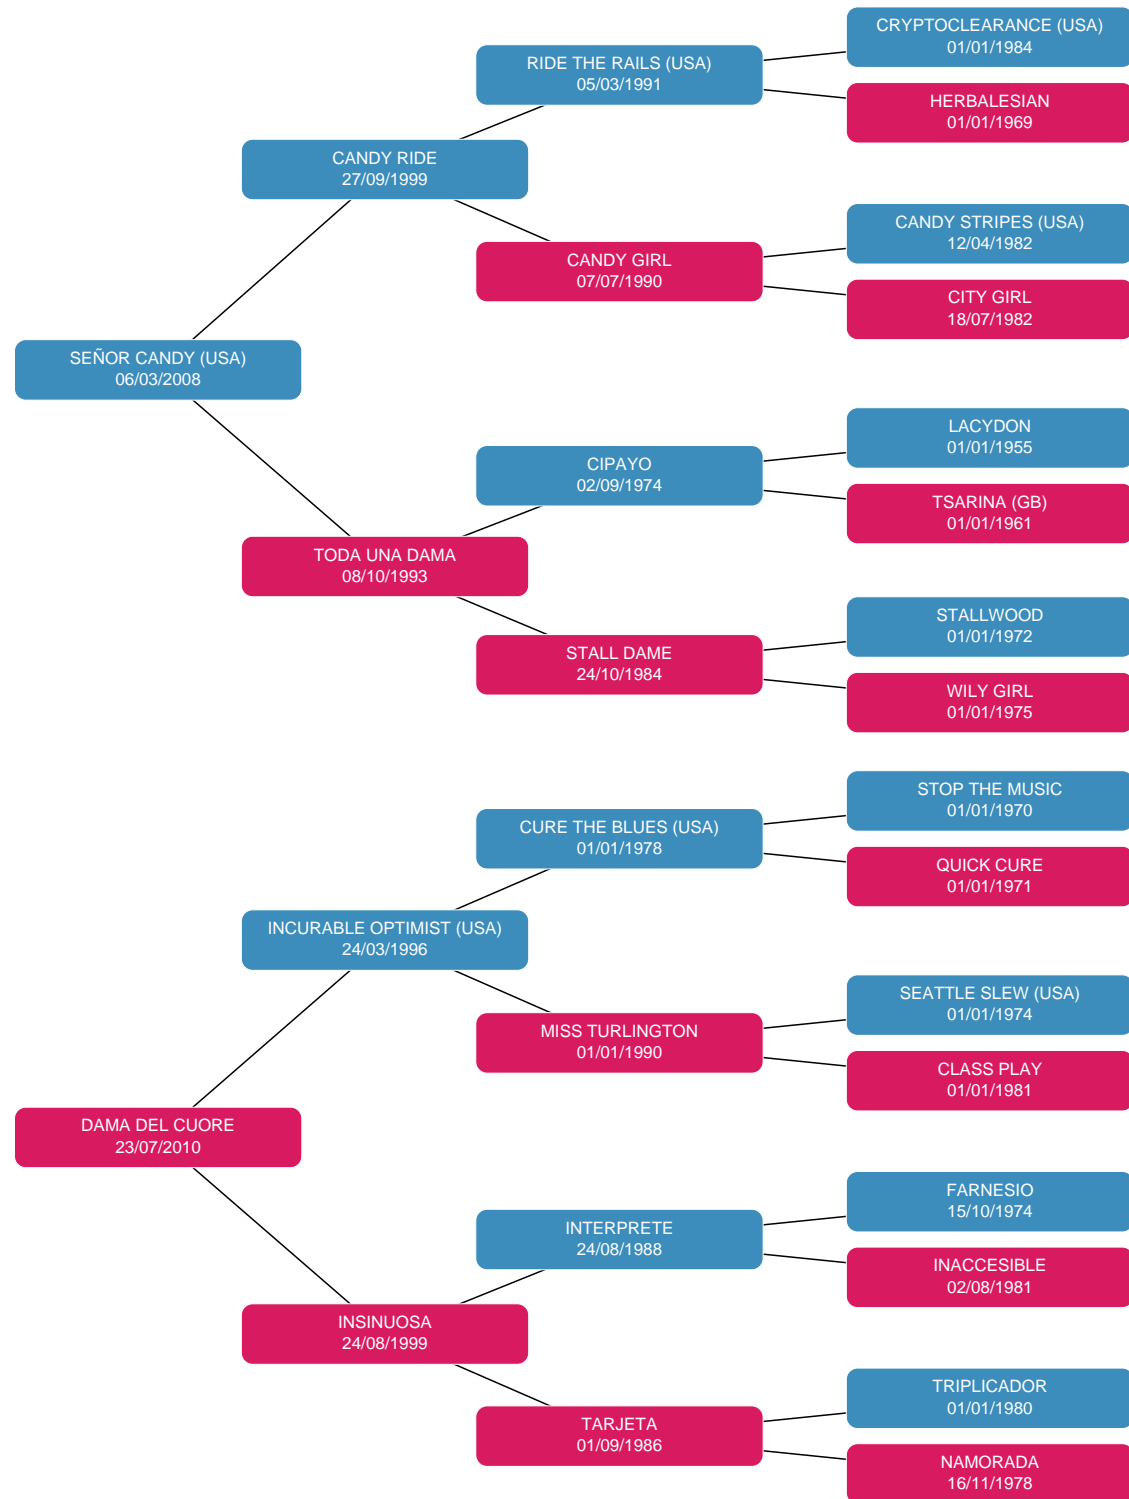 CRYPTOCLEARANCE (USA)
01/01/1984
RIDE THE RAILS (USA)
05/03/1991
HERBALESIAN
01/01/1969
CANDY RIDE
27/09/1999
CANDY STRIPES (USA)
12/04/1982
CANDY GIRL
07/07/1990
CITY GIRL
18/07/1982
SEÑOR CANDY (USA)
06/03/2008
LACYDON
01/01/1955
CIPAYO
02/09/1974
TSARINA (GB)
01/01/1961
TODA UNA DAMA
08/10/1993
STALLWOOD
01/01/1972
STALL DAME
24/10/1984
WILY GIRL
01/01/1975
STOP THE MUSIC
01/01/1970
CURE THE BLUES (USA)
01/01/1978
QUICK CURE
01/01/1971
INCURABLE OPTIMIST (USA)
24/03/1996
SEATTLE SLEW (USA)
01/01/1974
MISS TURLINGTON
01/01/1990
CLASS PLAY
01/01/1981
DAMA DEL CUORE
23/07/2010
FARNESIO
15/10/1974
INTERPRETE
24/08/1988
INACCESIBLE
02/08/1981
INSINUOSA
24/08/1999
TRIPLICADOR
01/01/1980
TARJETA
01/09/1986
NAMORADA
16/11/1978